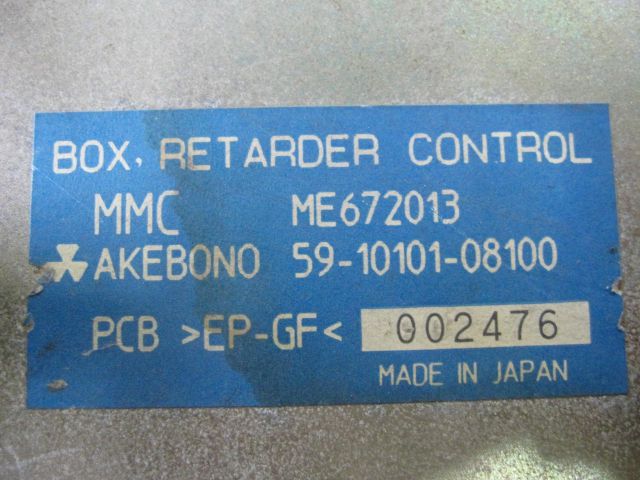 BOX, RETARDER CONTROL
MMC ME672013
AKEBONO 59-10101-08100
PCB >EP-GF< 002476
MADE IN JAPAN